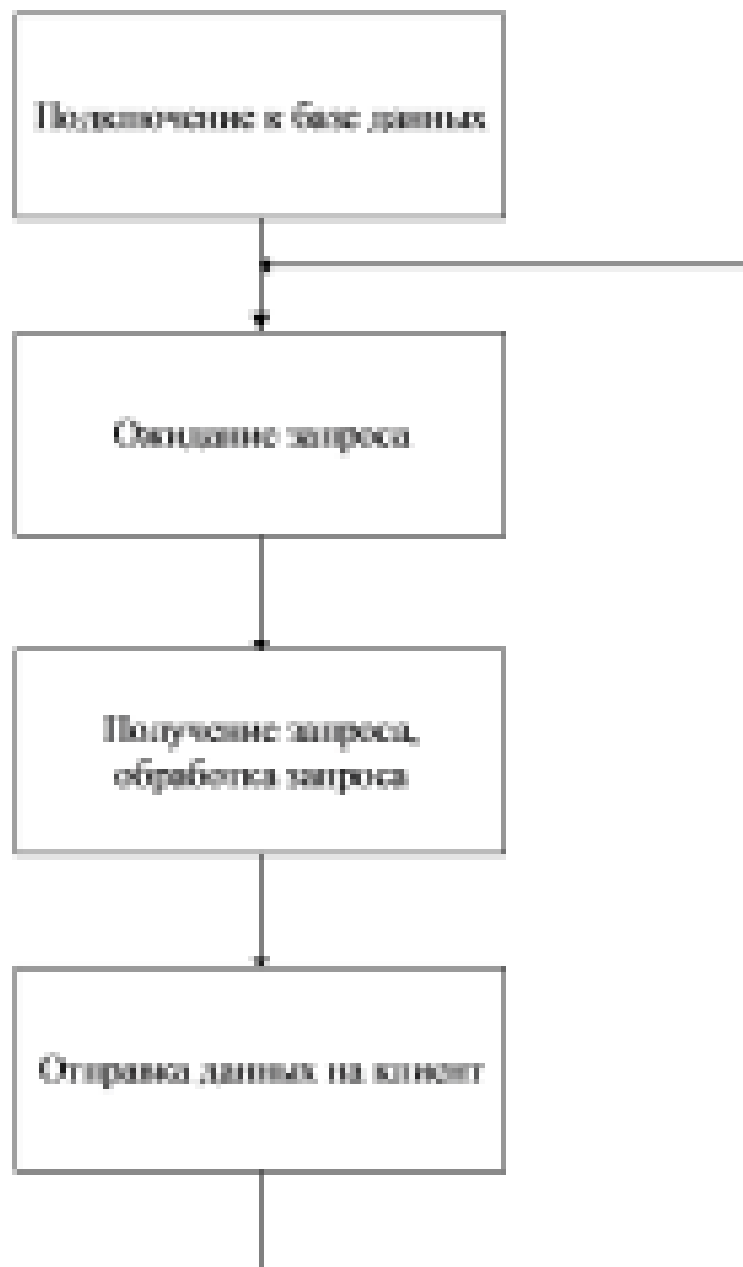 Подключение к базе данных
Ожидание запроса
Получение запроса,
обработка запроса
Отправка данных на клиент